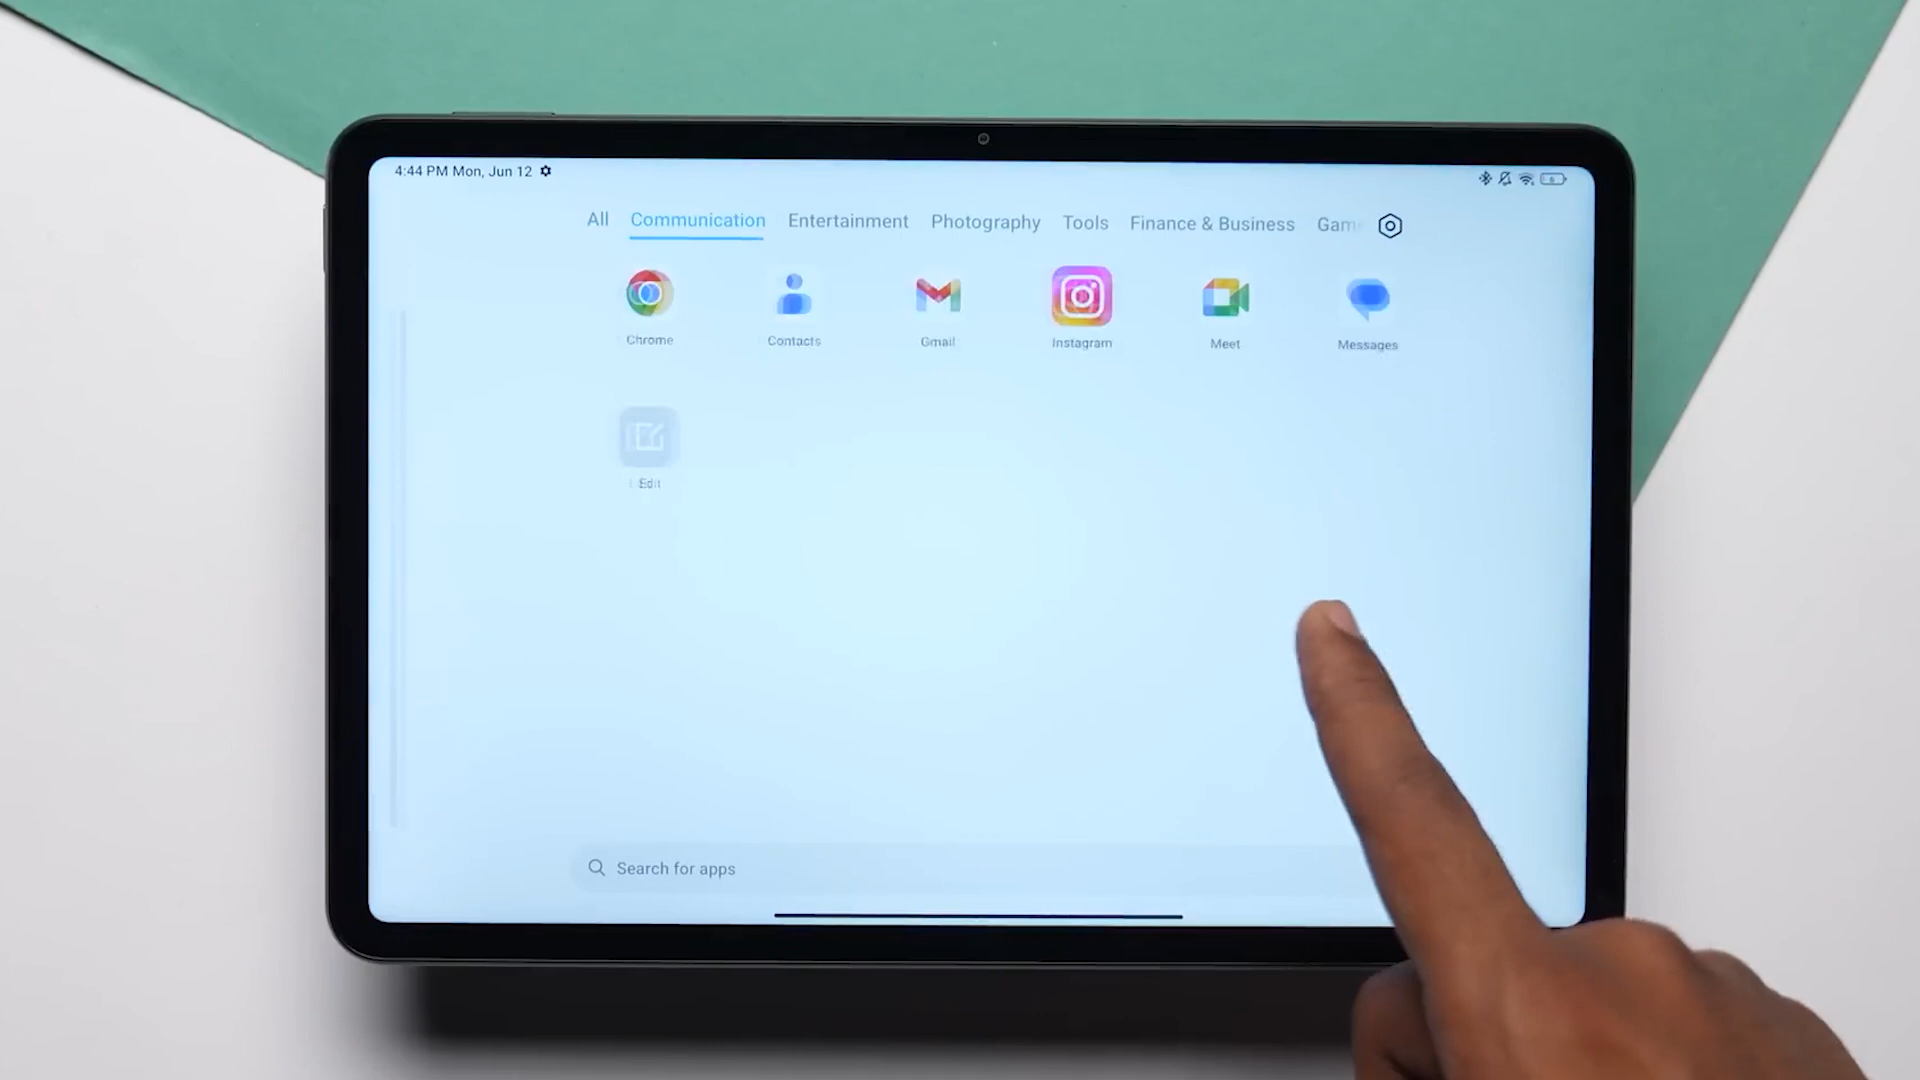 4:44 PM Mon, Jun 12
All Communication Entertainment Photography Tools Finance & Business
Chrome Contacts Gmail Instagram Meet Messages
Edit
Search for apps